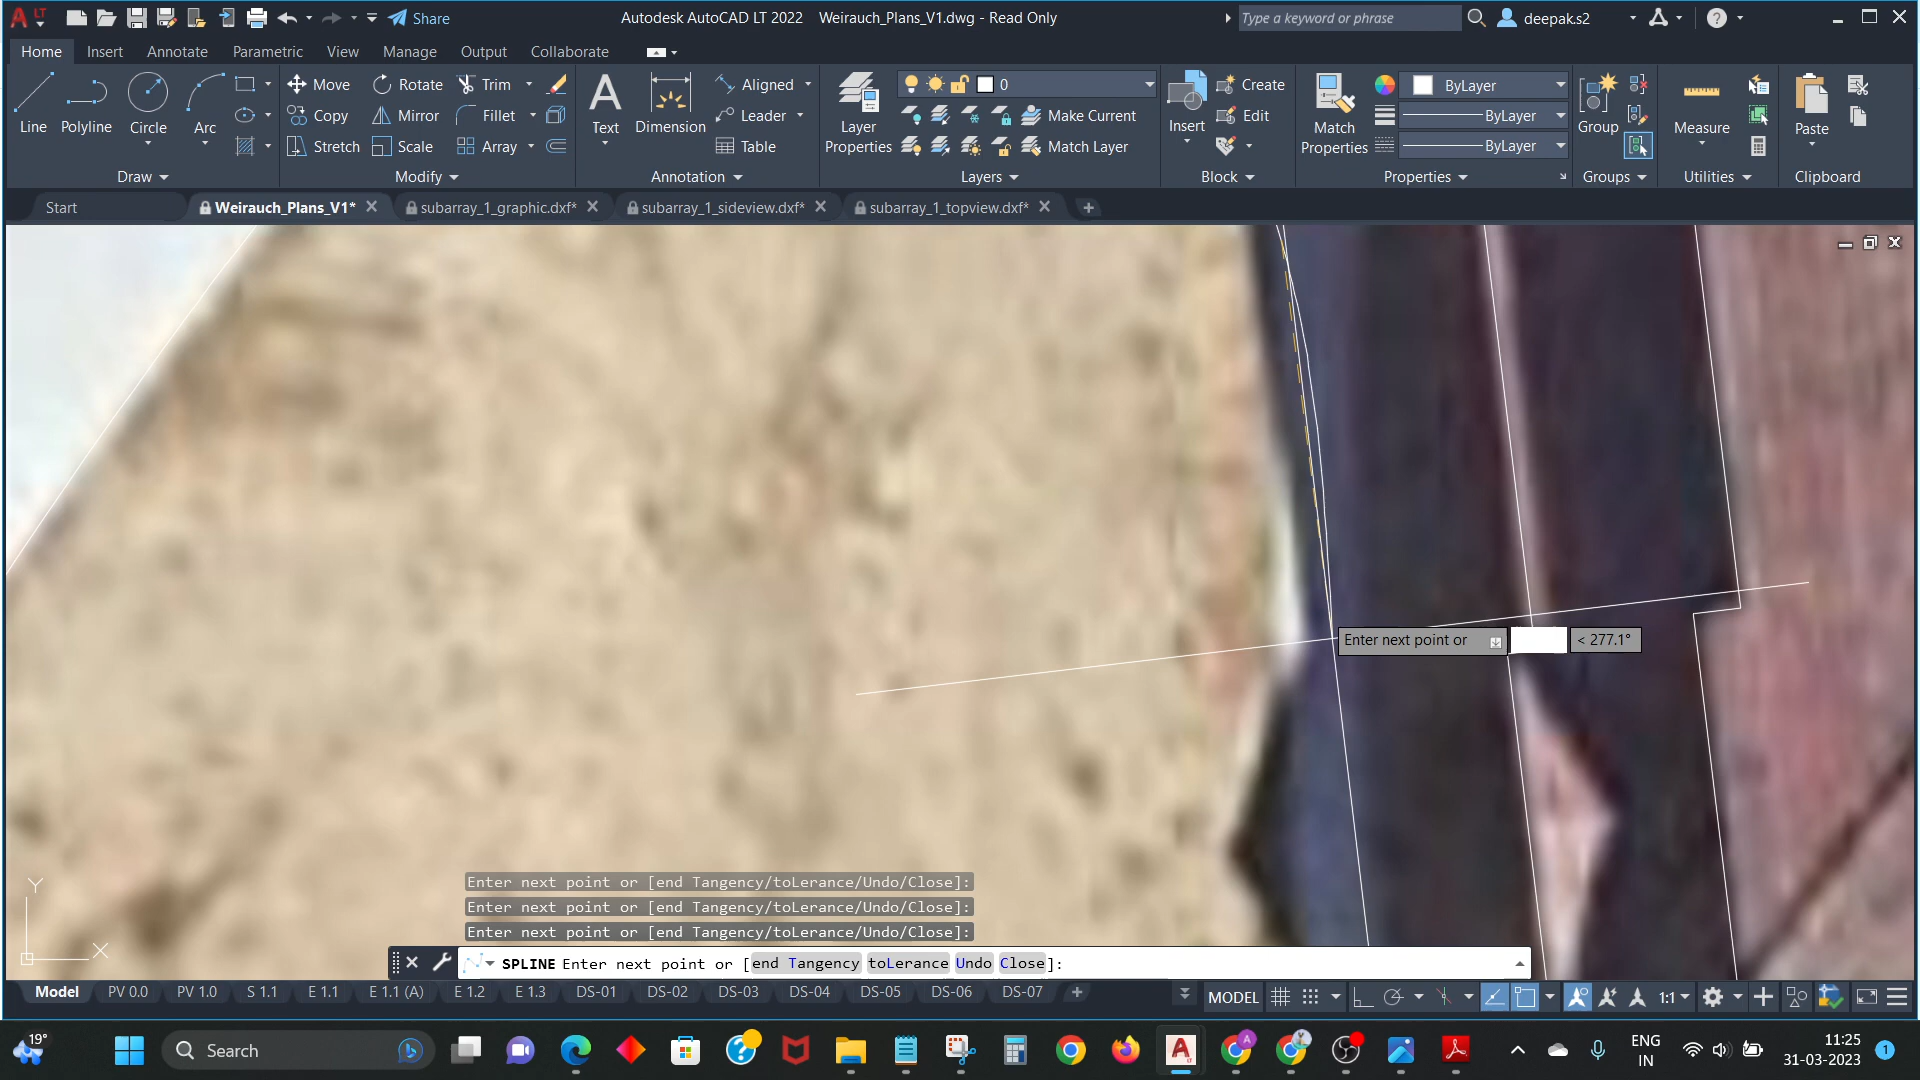 A LT Share Autodesk AutoCAD LT 2022 Weirauch_Plans_V1.dwg - Read Only Type a keyword or phrase deepak.s2
Home Insert Annotate Parametric View Manage Output Collaborate
Move Rotate Trim Aligned 0 Create ByLayer
Line Polyline Circle Arc Copy Mirror Fillet Text Dimension Leader Layer Properties Make Current Insert Edit Match Properties ByLayer Group Measure Paste
Stretch Scale Array Table Match Layer ByLayer
Draw Modify Annotation Layers Block Properties Groups Utilities Clipboard
Start Weirauch_Plans_V1* subarray_1_graphic.dxf* subarray_1_sideview.dxf* subarray_1_topview.dxf*
Enter next point or < 277.1°
Enter next point or [end Tangency/toLerance/Undo/Close]:
Enter next point or [end Tangency/toLerance/Undo/Close]:
Enter next point or [end Tangency/toLerance/Undo/Close]:
Y
X
SPLINE Enter next point or [end Tangency toLerance Undo Close]:
Model PV 0.0 PV 1.0 S 1.1 E 1.1 E 1.1 (A) E 1.2 E 1.3 DS-01 DS-02 DS-03 DS-04 DS-05 DS-06 DS-07 MODEL 1:1
19° Search A LT A ENG IN 11:25 31-03-2023 1